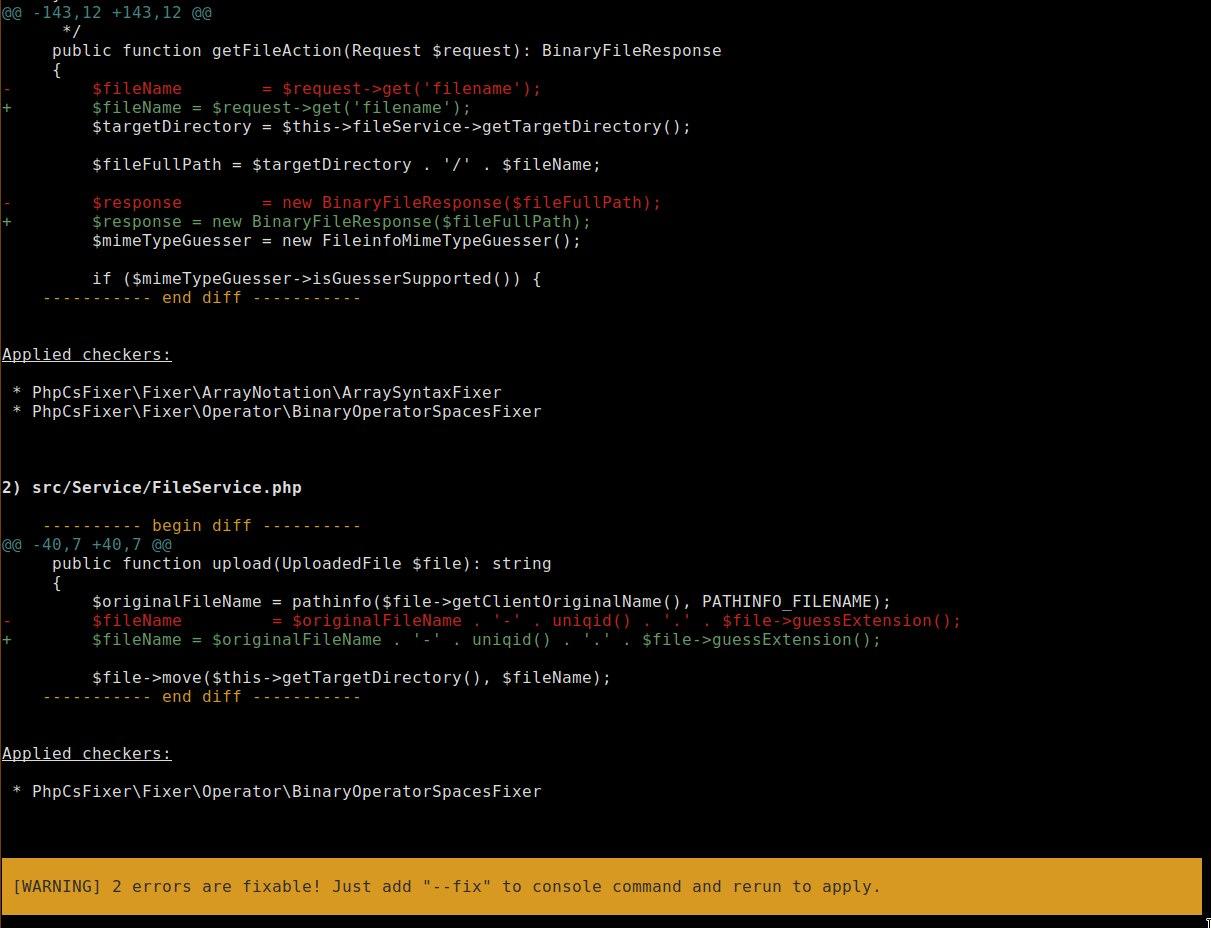 @@ -143,12 +143,12 @@
      */
     public function getFileAction(Request $request): BinaryFileResponse
     {
-        $fileName        = $request->get('filename');
+        $fileName = $request->get('filename');
         $targetDirectory = $this->fileService->getTargetDirectory();

         $fileFullPath = $targetDirectory . '/' . $fileName;

-        $response        = new BinaryFileResponse($fileFullPath);
+        $response = new BinaryFileResponse($fileFullPath);
         $mimeTypeGuesser = new FileinfoMimeTypeGuesser();

         if ($mimeTypeGuesser->isGuesserSupported()) {
    ----------- end diff -----------

Applied checkers:

 * PhpCsFixer\Fixer\ArrayNotation\ArraySyntaxFixer
 * PhpCsFixer\Fixer\Operator\BinaryOperatorSpacesFixer

2) src/Service/FileService.php

    ---------- begin diff ----------
@@ -40,7 +40,7 @@
     public function upload(UploadedFile $file): string
     {
         $originalFileName = pathinfo($file->getClientOriginalName(), PATHINFO_FILENAME);
-        $fileName         = $originalFileName . '-' . uniqid() . '.' . $file->guessExtension();
+        $fileName = $originalFileName . '-' . uniqid() . '.' . $file->guessExtension();

         $file->move($this->getTargetDirectory(), $fileName);
    ----------- end diff -----------

Applied checkers:

 * PhpCsFixer\Fixer\Operator\BinaryOperatorSpacesFixer

[WARNING] 2 errors are fixable! Just add "--fix" to console command and rerun to apply.